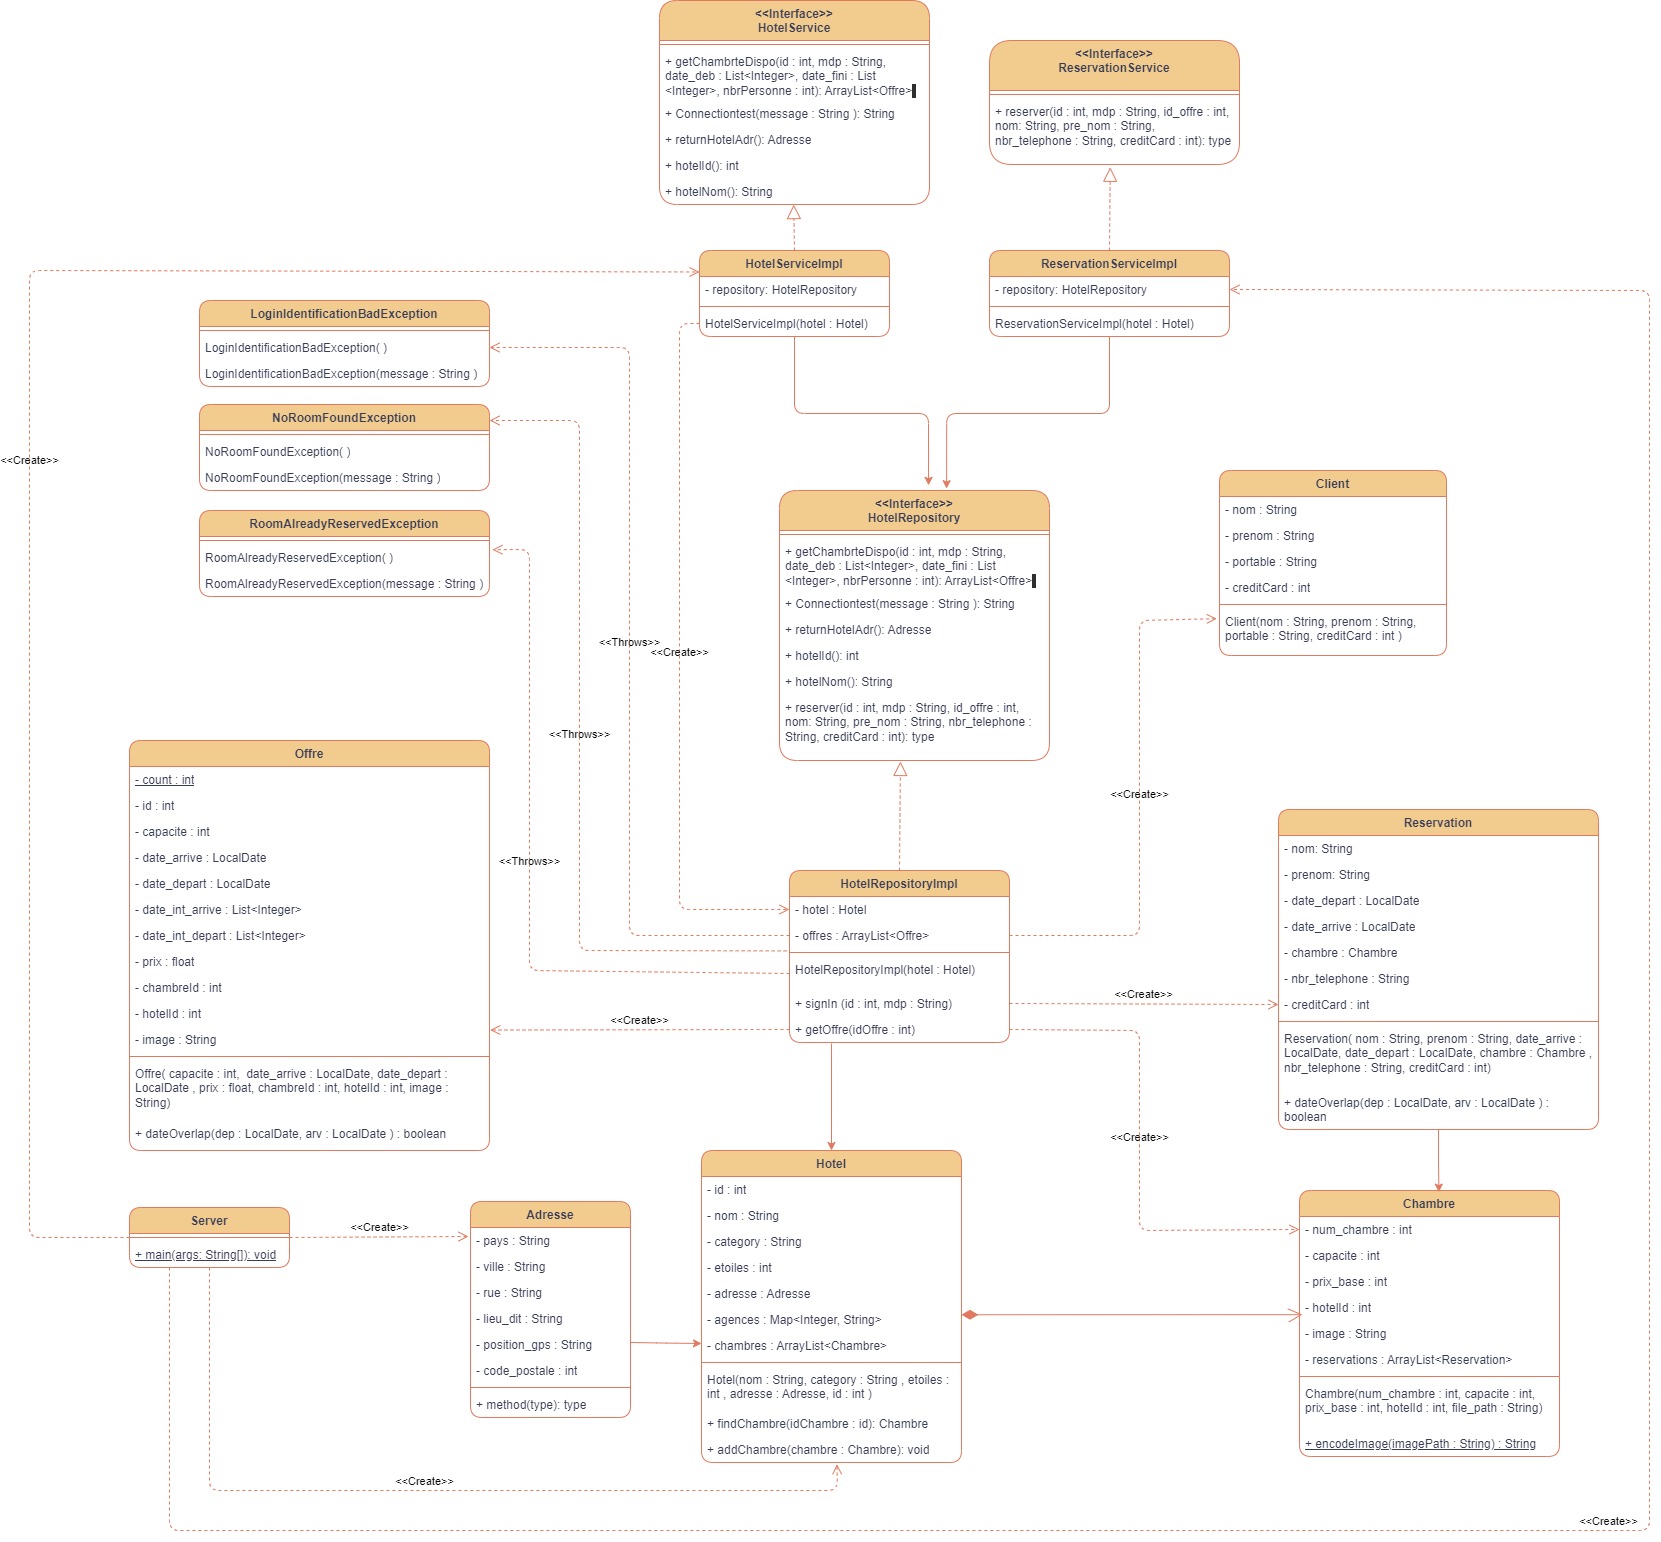 <<Interface>>
HotelService
+ getChambrteDispo(id : int, mdp : String,
date_deb : List<Integer>, date_fini : List
<Integer>, nbrPersonne : int): ArrayList<Offre>
+ Connectiontest(message : String ): String
+ returnHotelAdr(): Adresse
+ hotelId(): int
+ hotelNom(): String
<<Interface>>
ReservationService
+ reserver(id : int, mdp : String, id_offre : int,
nom: String, pre_nom : String,
nbr_telephone : String, creditCard : int): type
HotelServiceImpl
- repository: HotelRepository
HotelServiceImpl(hotel : Hotel)
ReservationServiceImpl
- repository: HotelRepository
ReservationServiceImpl(hotel : Hotel)
LoginIdentificationBadException
LoginIdentificationBadException( )
LoginIdentificationBadException(message : String )
NoRoomFoundException
NoRoomFoundException( )
NoRoomFoundException(message : String )
<<Create>>
RoomAlreadyReservedException
RoomAlreadyReservedException( )
RoomAlreadyReservedException(message : String )
<<Interface>>
HotelRepository
+ getChambrteDispo(id : int, mdp : String,
date_deb : List<Integer>, date_fini : List
<Integer>, nbrPersonne : int): ArrayList<Offre>
+ Connectiontest(message : String ): String
+ returnHotelAdr(): Adresse
+ hotelId(): int
+ hotelNom(): String
+ reserver(id : int, mdp : String, id_offre : int,
nom: String, pre_nom : String, nbr_telephone :
String, creditCard : int): type
Client
- nom : String
- prenom : String
- portable : String
- creditCard : int
Client(nom : String, prenom : String,
portable : String, creditCard : int )
<<Throws>>
<<Create>>
<<Throws>>
<<Create>>
<<Throws>>
Offre
- count : int
- id : int
- capacite : int
- date_arrive : LocalDate
- date_depart : LocalDate
- date_int_arrive : List<Integer>
- date_int_depart : List<Integer>
- prix : float
- chambreId : int
- hotelId : int
- image : String
Offre( capacite : int,  date_arrive : LocalDate, date_depart :
LocalDate , prix : float, chambreId : int, hotelId : int, image :
String)
+ dateOverlap(dep : LocalDate, arv : LocalDate ) : boolean
HotelRepositoryImpl
- hotel : Hotel
- offres : ArrayList<Offre>
HotelRepositoryImpl(hotel : Hotel)
+ signIn (id : int, mdp : String)
+ getOffre(idOffre : int)
<<Create>>
<<Create>>
Reservation
- nom: String
- prenom: String
- date_depart : LocalDate
- date_arrive : LocalDate
- chambre : Chambre
- nbr_telephone : String
- creditCard : int
Reservation( nom : String, prenom : String, date_arrive :
LocalDate, date_depart : LocalDate, chambre : Chambre ,
nbr_telephone : String, creditCard : int)
+ dateOverlap(dep : LocalDate, arv : LocalDate ) :
boolean
<<Create>>
Server
+ main(args: String[]): void
<<Create>>
Adresse
- pays : String
- ville : String
- rue : String
- lieu_dit : String
- position_gps : String
- code_postale : int
+ method(type): type
Hotel
- id : int
- nom : String
- category : String
- etoiles : int
- adresse : Adresse
- agences : Map<Integer, String>
- chambres : ArrayList<Chambre>
Hotel(nom : String, category : String , etoiles :
int , adresse : Adresse, id : int )
+ findChambre(idChambre : id): Chambre
+ addChambre(chambre : Chambre): void
Chambre
- num_chambre : int
- capacite : int
- prix_base : int
- hotelId : int
- image : String
- reservations : ArrayList<Reservation>
Chambre(num_chambre : int, capacite : int,
prix_base : int, hotelId : int, file_path : String)
+ encodeImage(imagePath : String) : String
<<Create>>
<<Create>>